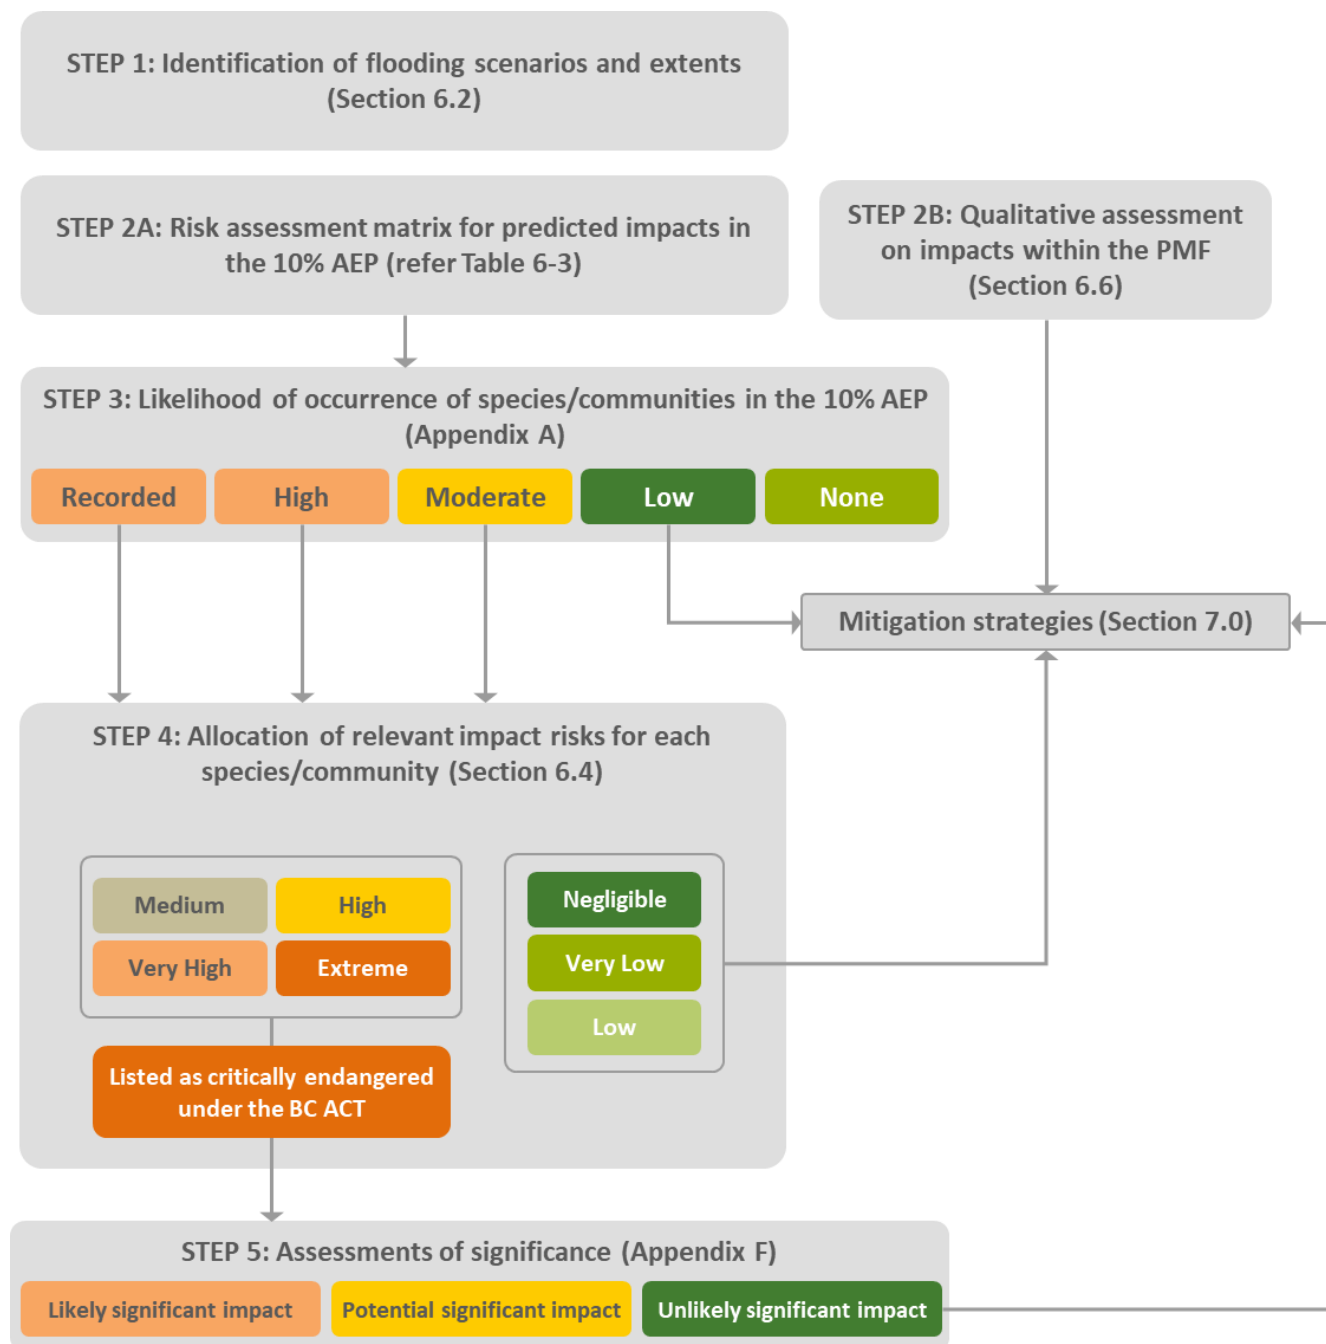 STEP 1: Identification of flooding scenarios and extents
(Section 6.2)
STEP 2A: Risk assessment matrix for predicted impacts in
the 10% AEP (refer Table 6-3)
STEP 2B: Qualitative assessment
on impacts within the PMF
(Section 6.6)
STEP 3: Likelihood of occurrence of species/communities in the 10% AEP
(Appendix A)
Recorded
High
Moderate
Low
None
Mitigation strategies (Section 7.0)
STEP 4: Allocation of relevant impact risks for each
species/community (Section 6.4)
Medium
High
Very High
Extreme
Negligible
Very Low
Low
Listed as critically endangered
under the BC ACT
STEP 5: Assessments of significance (Appendix F)
Likely significant impact
Potential significant impact
Unlikely significant impact